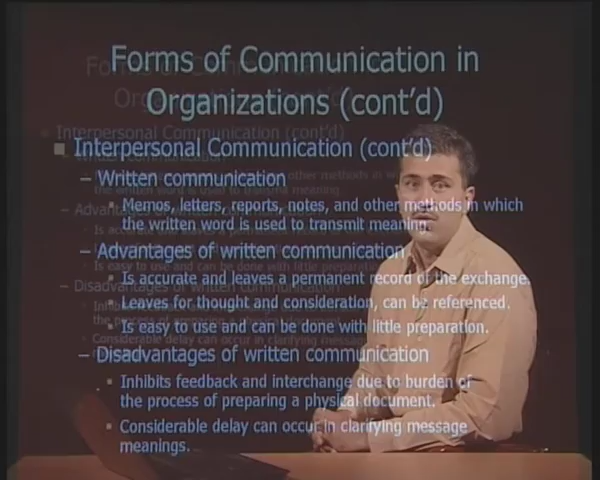 Forms of Communication in
Organizations (cont'd)
Interpersonal Communication (cont'd)
– Written communication
Memos, letters, reports, notes, and other methods in which
the written word is used to transmit meaning.
– Advantages of written communication
Is accurate and leaves a permanent record of the exchange.
Leaves for thought and consideration, can be referenced.
Is easy to use and can be done with little preparation.
– Disadvantages of written communication
Inhibits feedback and interchange due to burden of
the process of preparing a physical document.
Considerable delay can occur in clarifying message
meanings.